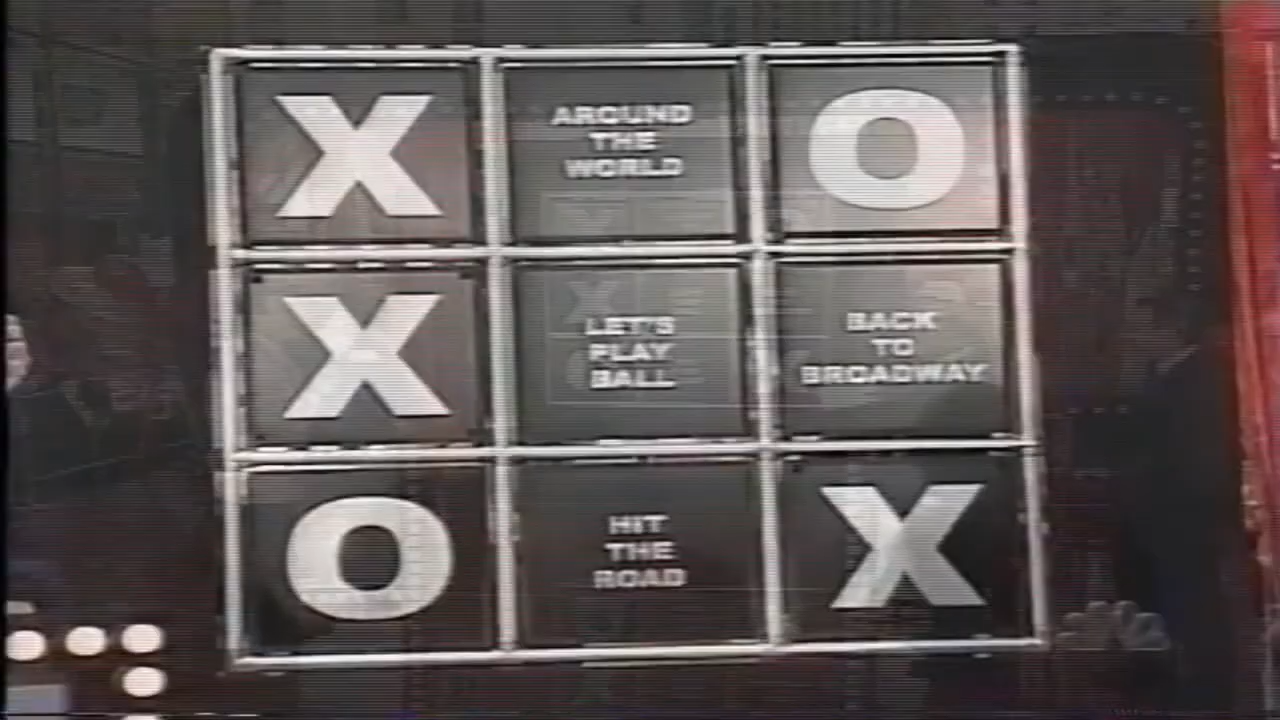 X
AROUND
THE
WORLD
O
X
LET'S
PLAY
BALL
BACK
TO
BROADWAY
O
HIT
THE
ROAD
X